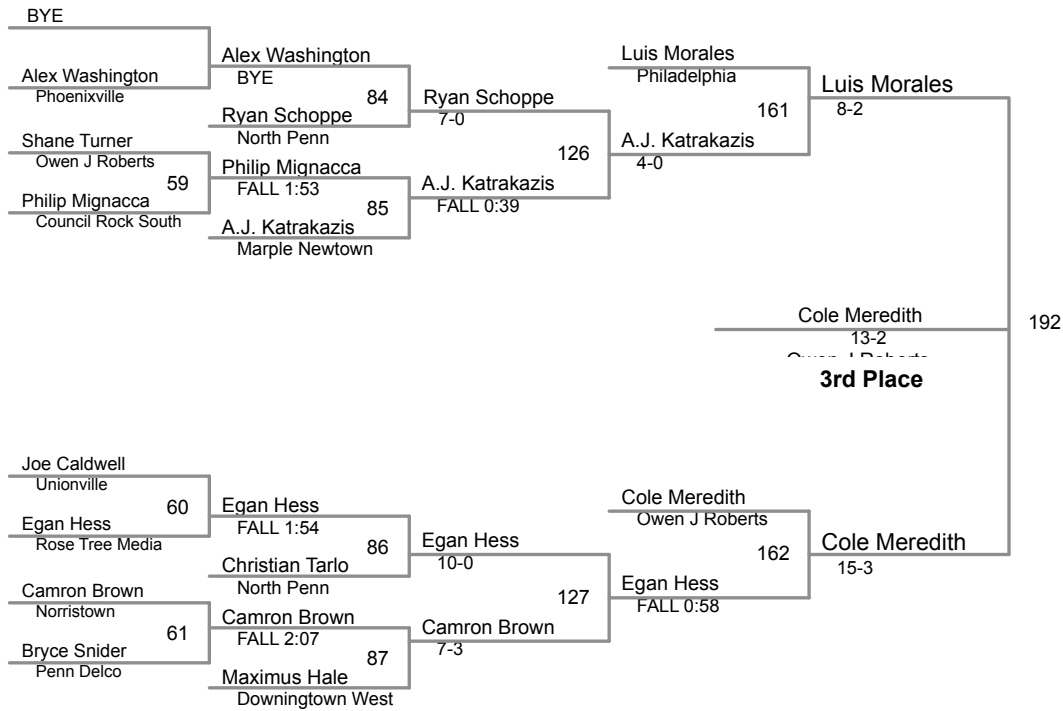 BYE
Alex Washington
Phoenixville
Shane Turner
Owen J Roberts
59
Philip Mignacca
Council Rock South
Alex Washington
BYE
84
Ryan Schoppe
North Penn
Philip Mignacca
FALL 1:53
85
A.J. Katrakazis
Marple Newtown
Ryan Schoppe
7-0
126
A.J. Katrakazis
FALL 0:39
Luis Morales
Philadelphia
161
A.J. Katrakazis
4-0
Luis Morales
8-2
192
Cole Meredith
13-2
Owen J Roberts
3rd Place
Joe Caldwell
Unionville
60
Egan Hess
Rose Tree Media
Camron Brown
Norristown
61
Bryce Snider
Penn Delco
Egan Hess
FALL 1:54
86
Christian Tarlo
North Penn
Camron Brown
FALL 2:07
87
Maximus Hale
Downingtown West
Egan Hess
10-0
127
Camron Brown
7-3
Cole Meredith
Owen J Roberts
162
Egan Hess
FALL 0:58
Cole Meredith
15-3